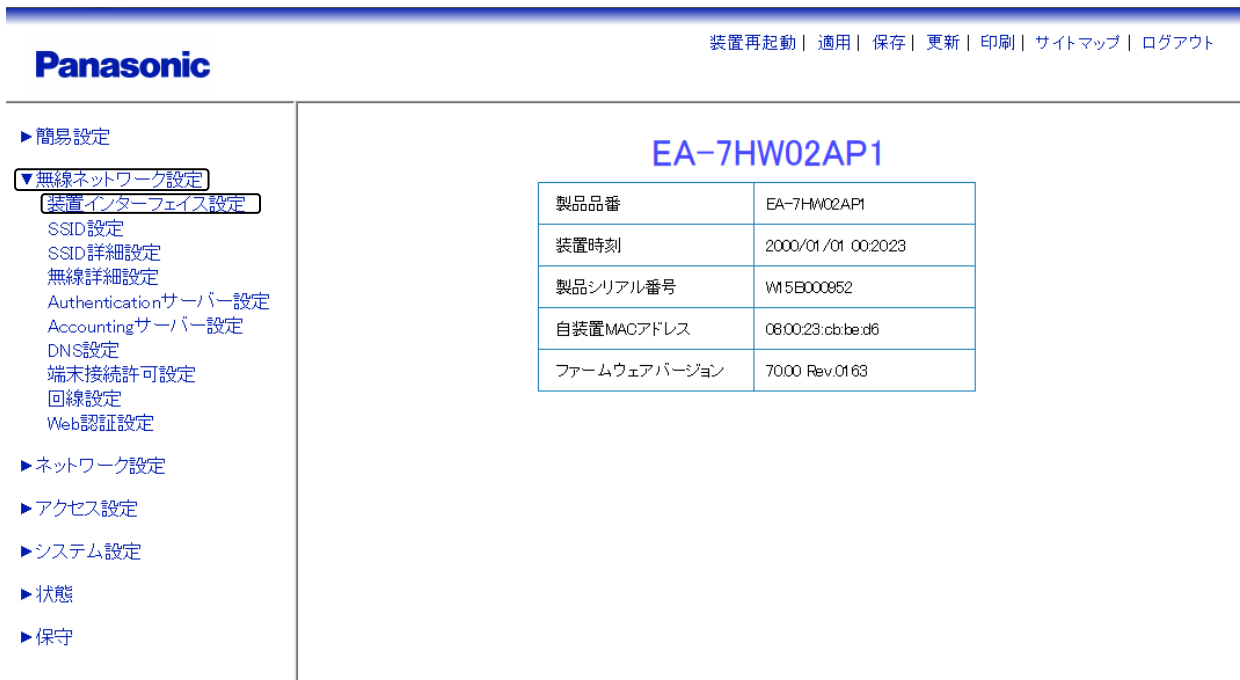 装置再起動| 適用| 保存| 更新| 印刷| サイトマップ| ログアウト
Panasonic
▶簡易設定
▼無線ネットワーク設定
装置インターフェイス設定
SSID設定
SSID詳細設定
無線詳細設定
Authenticationサーバー設定
Accountingサーバー設定
DNS設定
端末接続許可設定
回線設定
Web認証設定
▶ネットワーク設定
▶アクセス設定
▶システム設定
▶状態
▶保守
EA-7HW02AP1
製品品番 EA-7HW02AP1
装置時刻 2000/01/01 00:20:23
製品シリアル番号 W15B000952
自装置MACアドレス 08:00:23:cb:be:d6
ファームウェアバージョン 70.00 Rev.0163